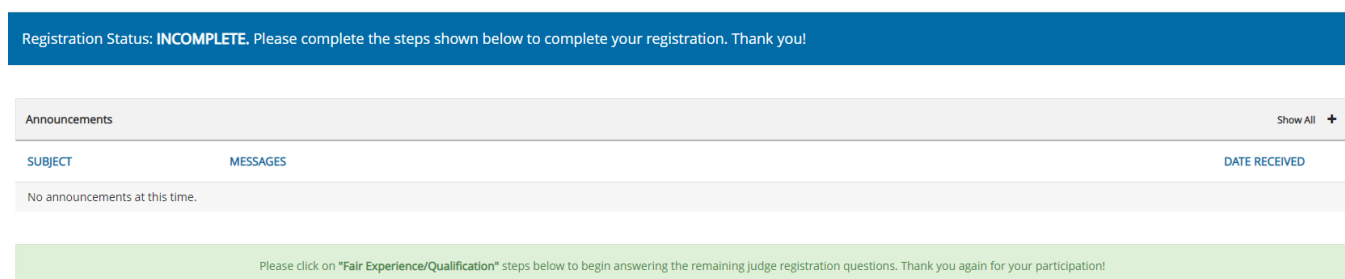 Registration Status: INCOMPLETE. Please complete the steps shown below to complete your registration. Thank you!
Announcements Show All +
SUBJECT MESSAGES DATE RECEIVED
No announcements at this time.
Please click on "Fair Experience/Qualification" steps below to begin answering the remaining judge registration questions. Thank you again for your participation!